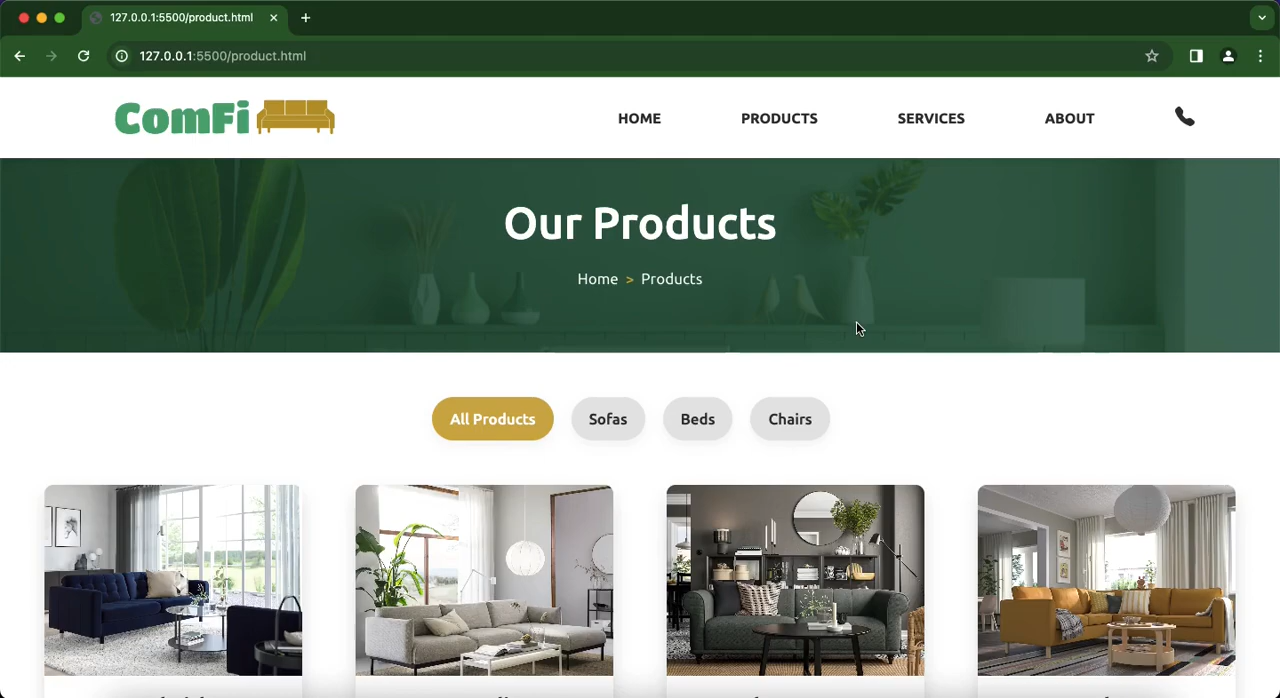 127.0.0.1:5500/product.html
127.0.0.1:5500/product.html
ComFi
HOME PRODUCTS SERVICES ABOUT
Our Products
Home > Products
All Products Sofas Beds Chairs